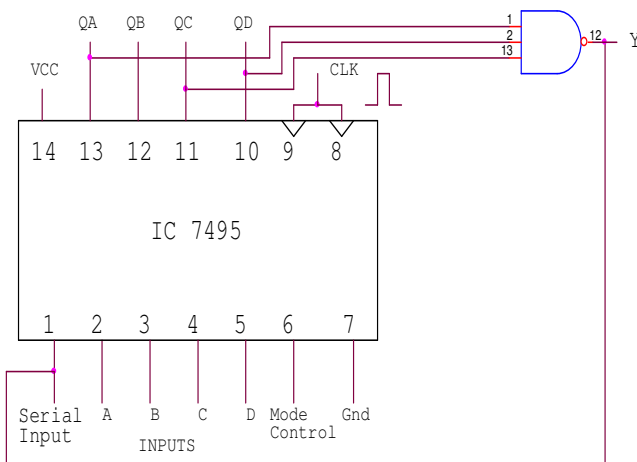 QA QB QC QD
1
2
13
12
Y
VCC
CLK
14 13 12 11 10 9 8
IC 7495
1 2 3 4 5 6 7
Serial Input
A
B
C
D
Mode Control
Gnd
INPUTS